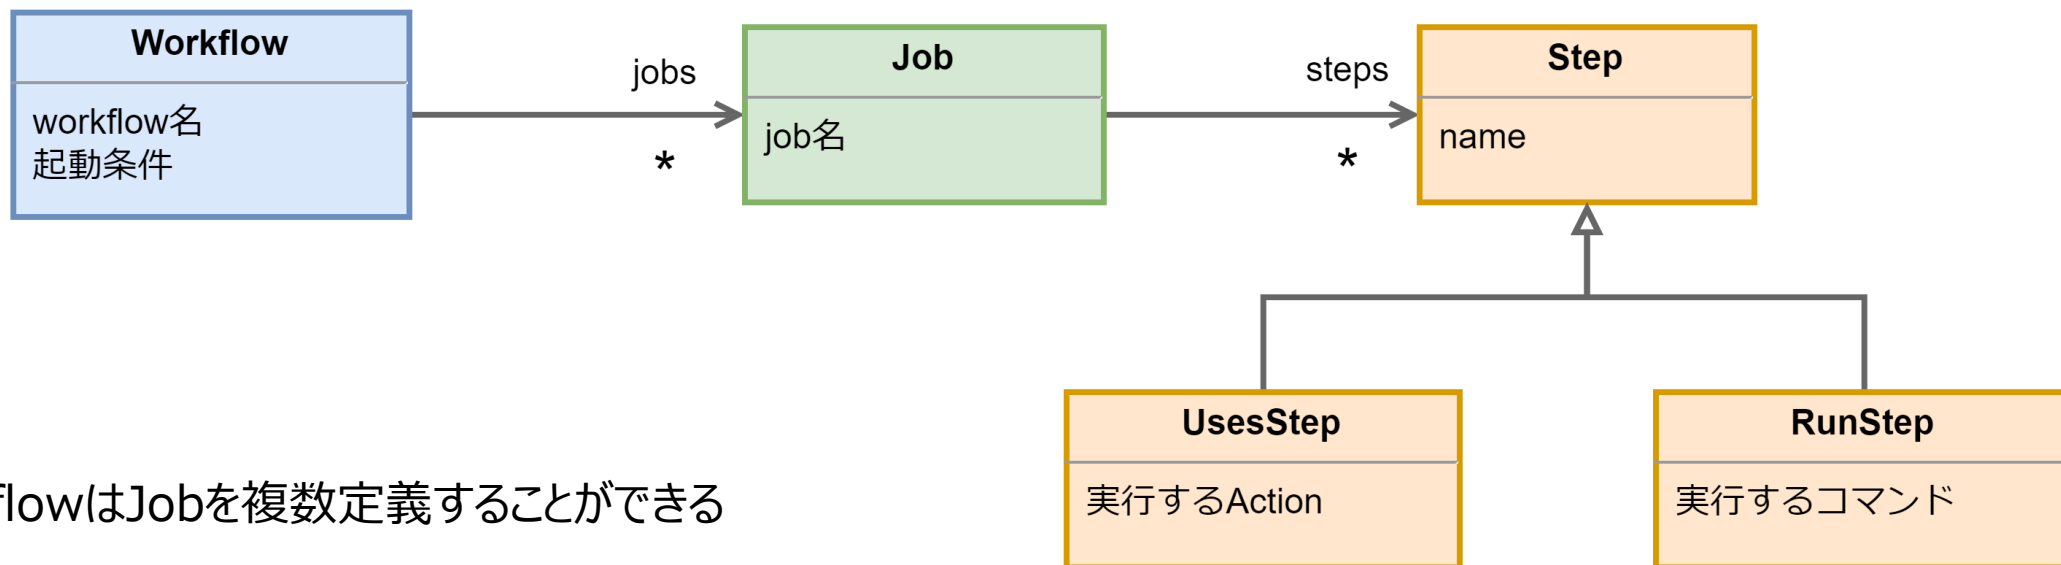 Workflow
workflow名
起動条件
jobs
*
Job
job名
steps
*
Step
name
UsesStep
実行するAction
RunStep
実行するコマンド
flowはJobを複数定義することができる